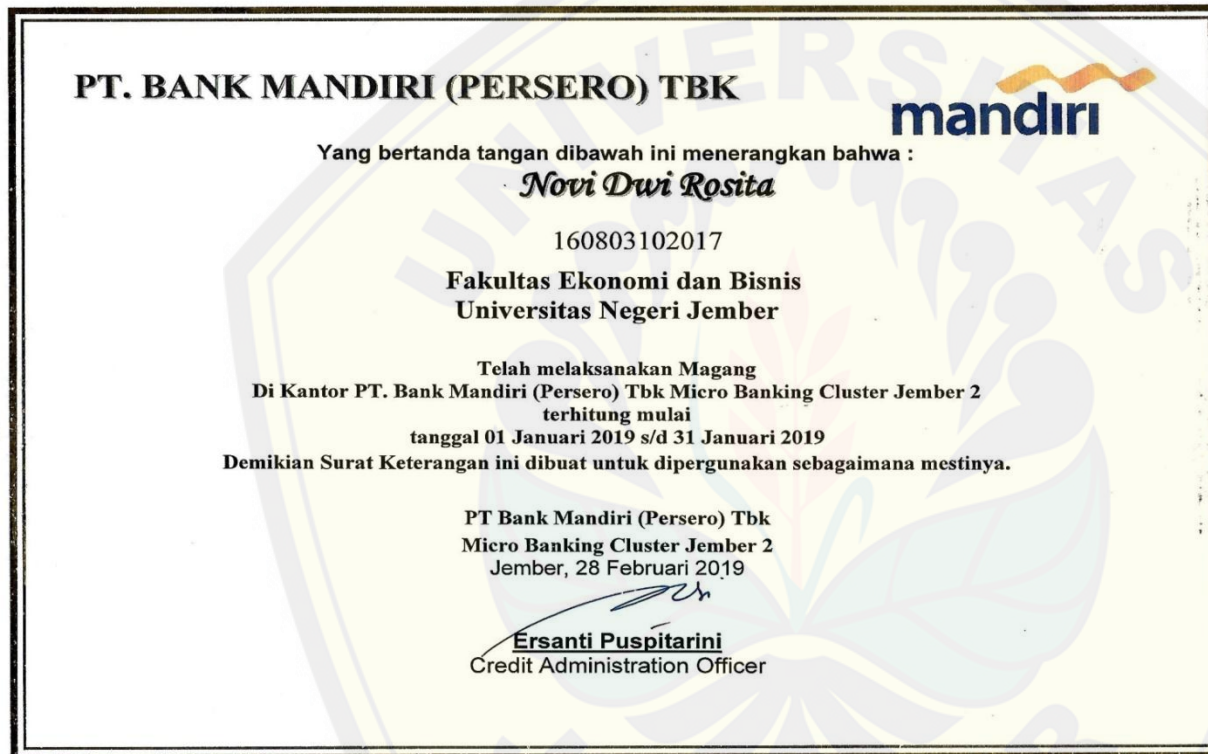 PT. BANK MANDIRI (PERSERO) TBK
mandiri
Yang bertanda tangan dibawah ini menerangkan bahwa :
Novi Dwi Rosita
160803102017
Fakultas Ekonomi dan Bisnis
Universitas Negeri Jember
Telah melaksanakan Magang
Di Kantor PT. Bank Mandiri (Persero) Tbk Micro Banking Cluster Jember 2
terhitung mulai
tanggal 01 Januari 2019 s/d 31 Januari 2019
Demikian Surat Keterangan ini dibuat untuk dipergunakan sebagaimana mestinya.
PT Bank Mandiri (Persero) Tbk
Micro Banking Cluster Jember 2
Jember, 28 Februari 2019
Ersanti Puspitarini
Credit Administration Officer
UNIVERSITAS